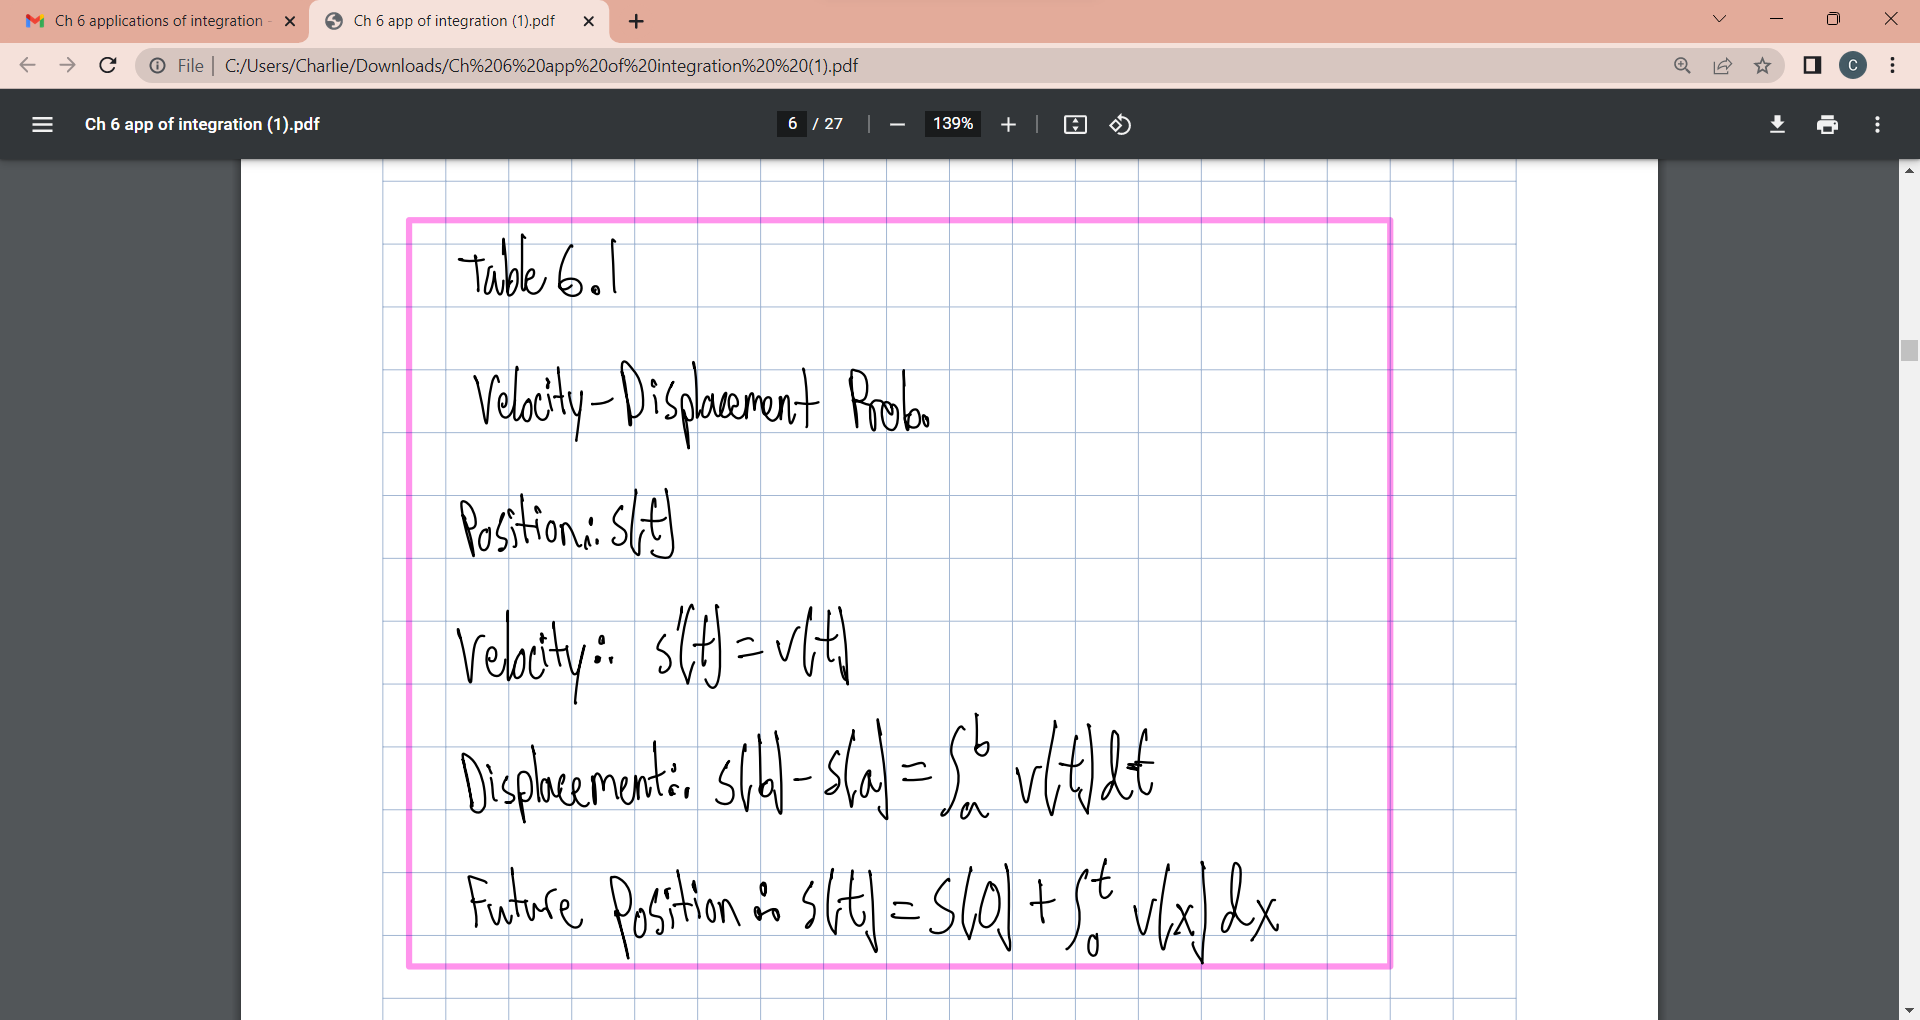 Ch 6 applications of integration
Ch 6 app of integration (1).pdf
File
C:/Users/Charlie/Downloads/Ch%206%20app%20of%20integration%20%20(1).pdf
C
Ch 6 app of integration (1).pdf
6 / 27
139%
Table 6.1
Velocity-Displacement Prob.
Position: s(t)
Velocity: s'(t) = v(t)
Displacement: s(b) - s(a) = ∫_a^b v(t)dt
Future Position: s(t) = S(0) + ∫_0^t v(x)dx